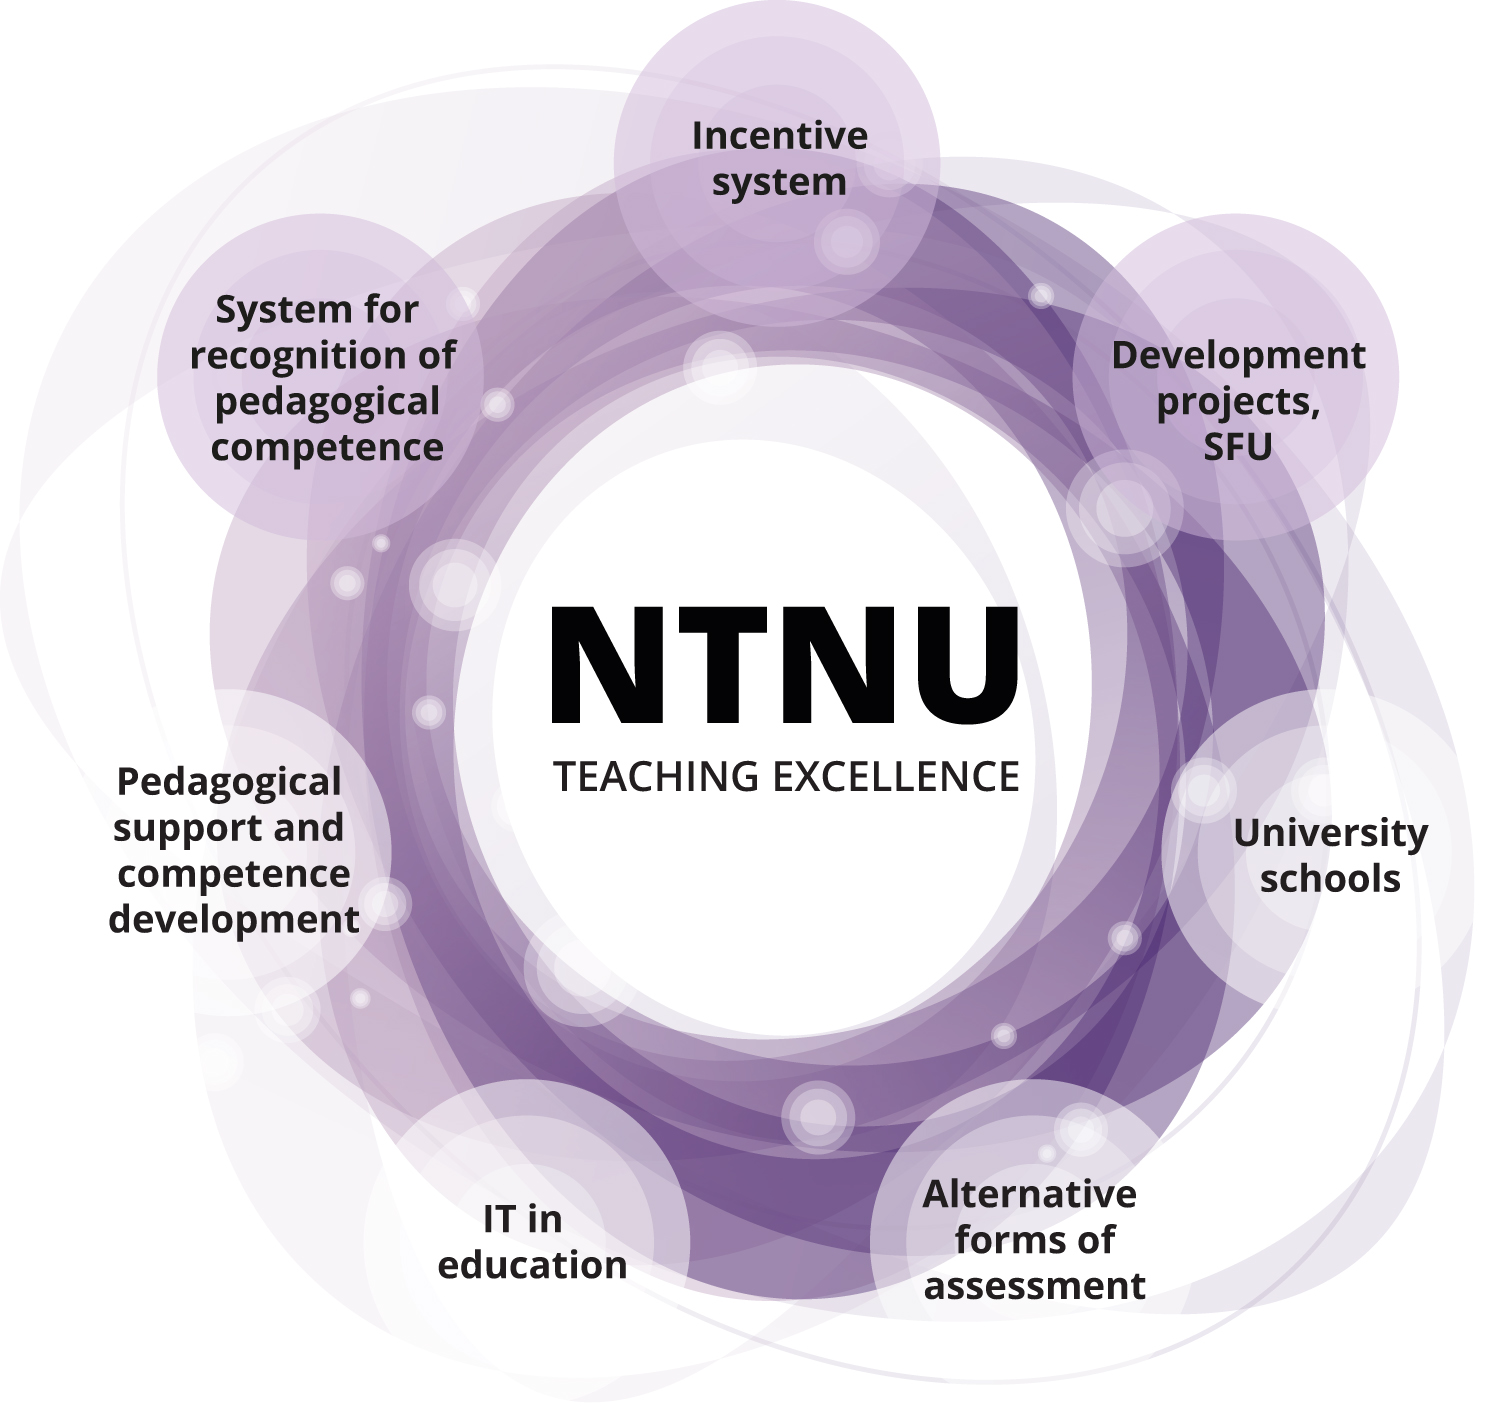 Incentive
system
System for
recognition of
pedagogical
competence
Development
projects,
SFU
NTNU
TEACHING EXCELLENCE
Pedagogical
support and
competence
development
University
schools
IT in
education
Alternative
forms of
assessment